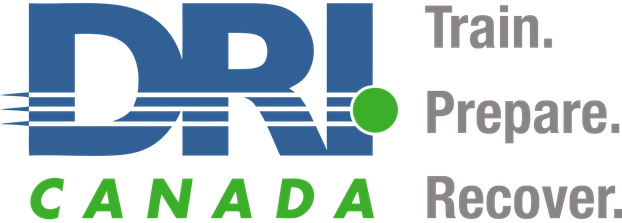 DRI
CANADA
Train.
Prepare.
Recover.